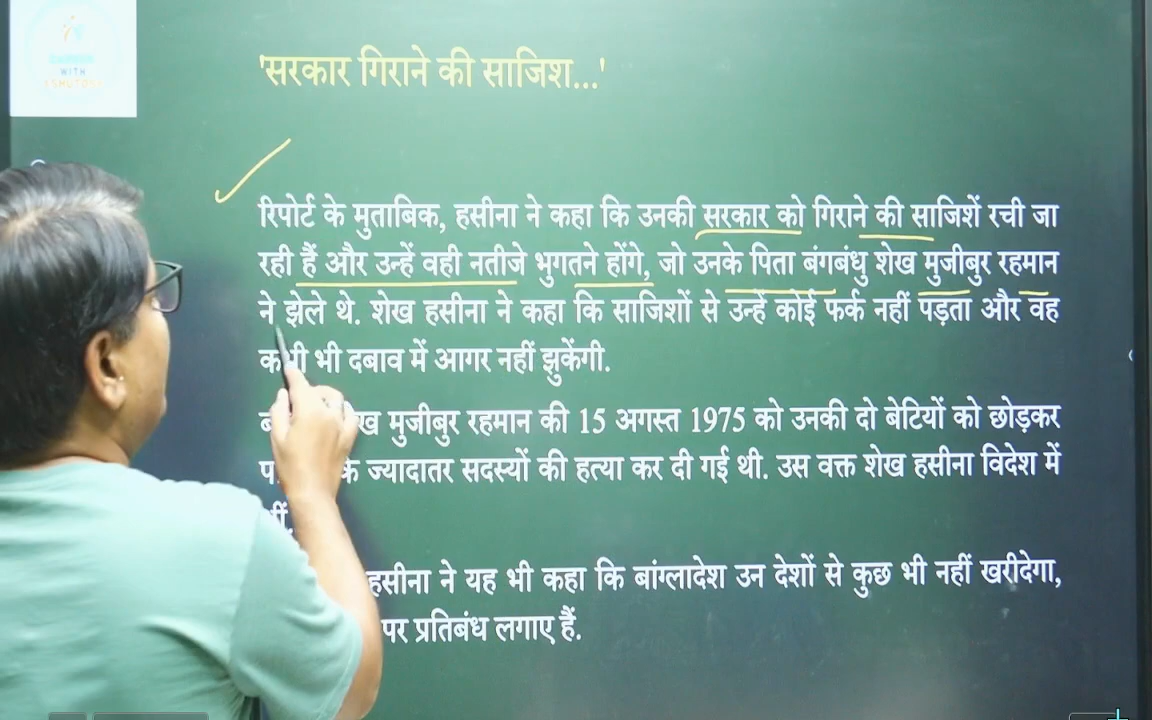 WITH
'सरकार गिराने की साजिश...'
रिपोर्ट के मुताबिक, हसीना ने कहा कि उनकी सरकार को गिराने की साजिशें रची जा
रही हैं और उन्हें वही नतीजे भुगतने होंगे, जो उनके पिता बंगबंधु शेख मुजीबुर रहमान
ने झेले थे. शेख हसीना ने कहा कि साजिशों से उन्हें कोई फर्क नहीं पड़ता और वह
कभी भी दबाव में आगर नहीं झुकेंगी.
मुजीबुर रहमान की 15 अगस्त 1975 को उनकी दो बेटियों को छोड़कर
के ज्यादातर सदस्यों की हत्या कर दी गई थी. उस वक्त शेख हसीना विदेश में
हसीना ने यह भी कहा कि बांग्लादेश उन देशों से कुछ भी नहीं खरीदेगा,
पर प्रतिबंध लगाए हैं.